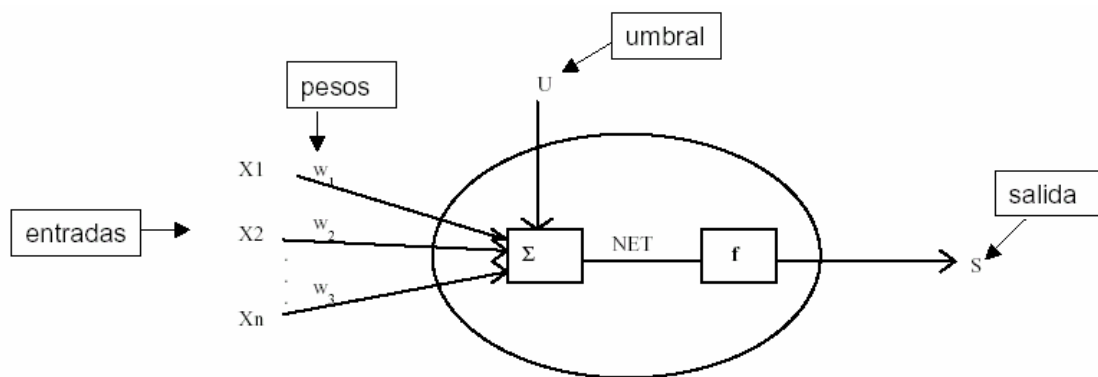 umbral
pesos
U
X1
w1
salida
entradas
X2
w2
Σ
NET
f
S
w3
Xn